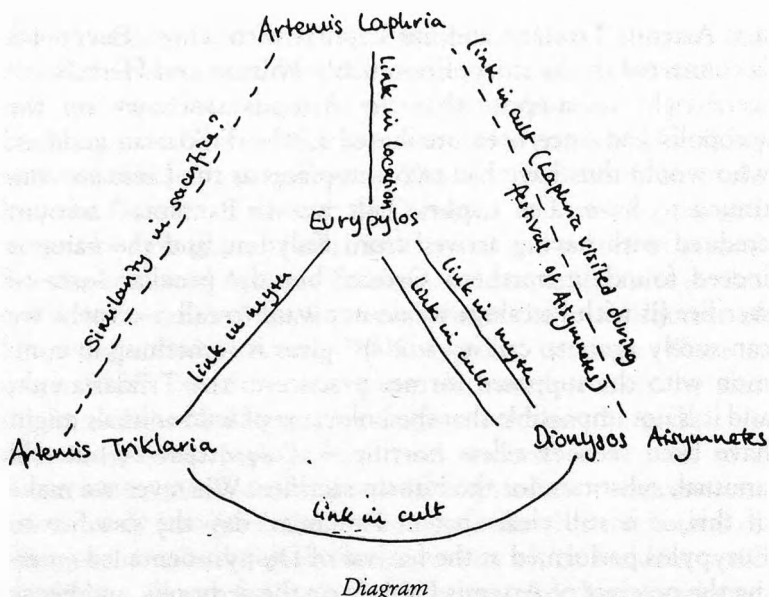 Artemis Laphria
similarity in sacrifice?
link in location
link in cult (Laphria visited during
festival of Aisymnetes)
Eurypylos
link in myth
link in cult
link in myth
Artemis Triklaria
Dionysos Aisymnetes
link in cult
Diagram